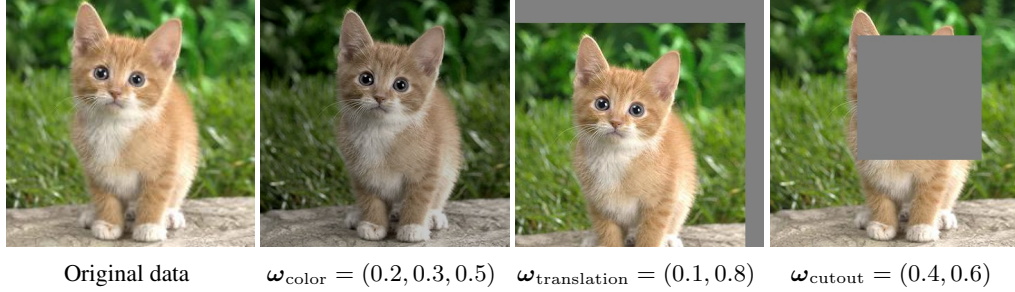 Original data
ω_color = (0.2, 0.3, 0.5)
ω_translation = (0.1, 0.8)
ω_cutout = (0.4, 0.6)